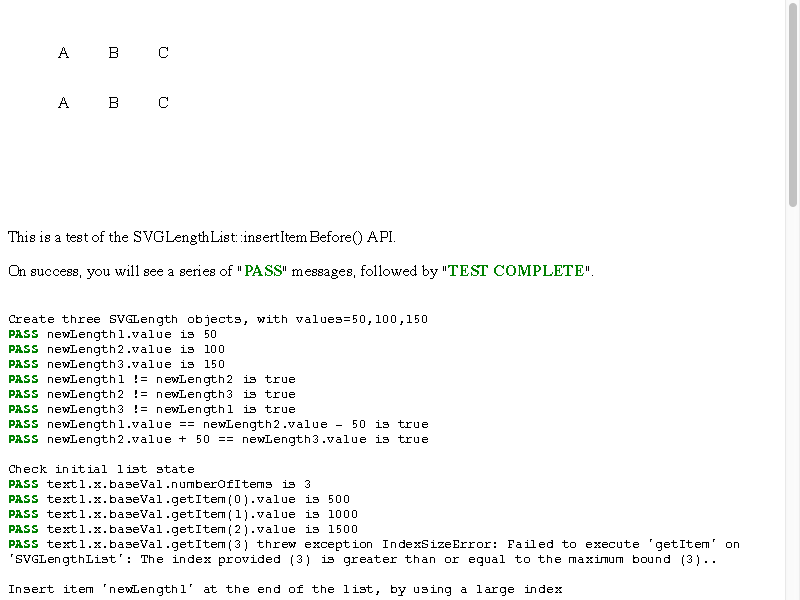 A B C
A B C
This is a test of the SVGLengthList::insertItemBefore() API.
On success, you will see a series of "PASS" messages, followed by "TEST COMPLETE".
Create three SVGLength objects, with values=50,100,150
PASS newLength1.value is 50
PASS newLength2.value is 100
PASS newLength3.value is 150
PASS newLength1 != newLength2 is true
PASS newLength2 != newLength3 is true
PASS newLength3 != newLength1 is true
PASS newLength1.value == newLength2.value - 50 is true
PASS newLength2.value + 50 == newLength3.value is true
Check initial list state
PASS text1.x.baseVal.numberOfItems is 3
PASS text1.x.baseVal.getItem(0).value is 500
PASS text1.x.baseVal.getItem(1).value is 1000
PASS text1.x.baseVal.getItem(2).value is 1500
PASS text1.x.baseVal.getItem(3) threw exception IndexSizeError: Failed to execute 'getItem' on
'SVGLengthList': The index provided (3) is greater than or equal to the maximum bound (3)..
Insert item 'newLength1' at the end of the list, by using a large index